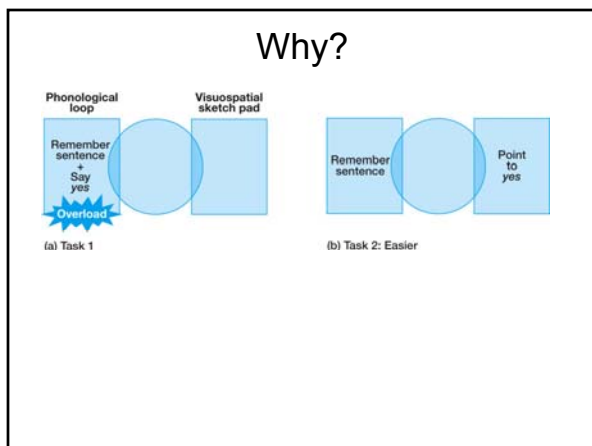 Why?
Phonological
loop
Visuospatial
sketch pad
Remember
sentence
+
Say
yes
Overload
(a) Task 1
Remember
sentence
Point
to
yes
(b) Task 2: Easier